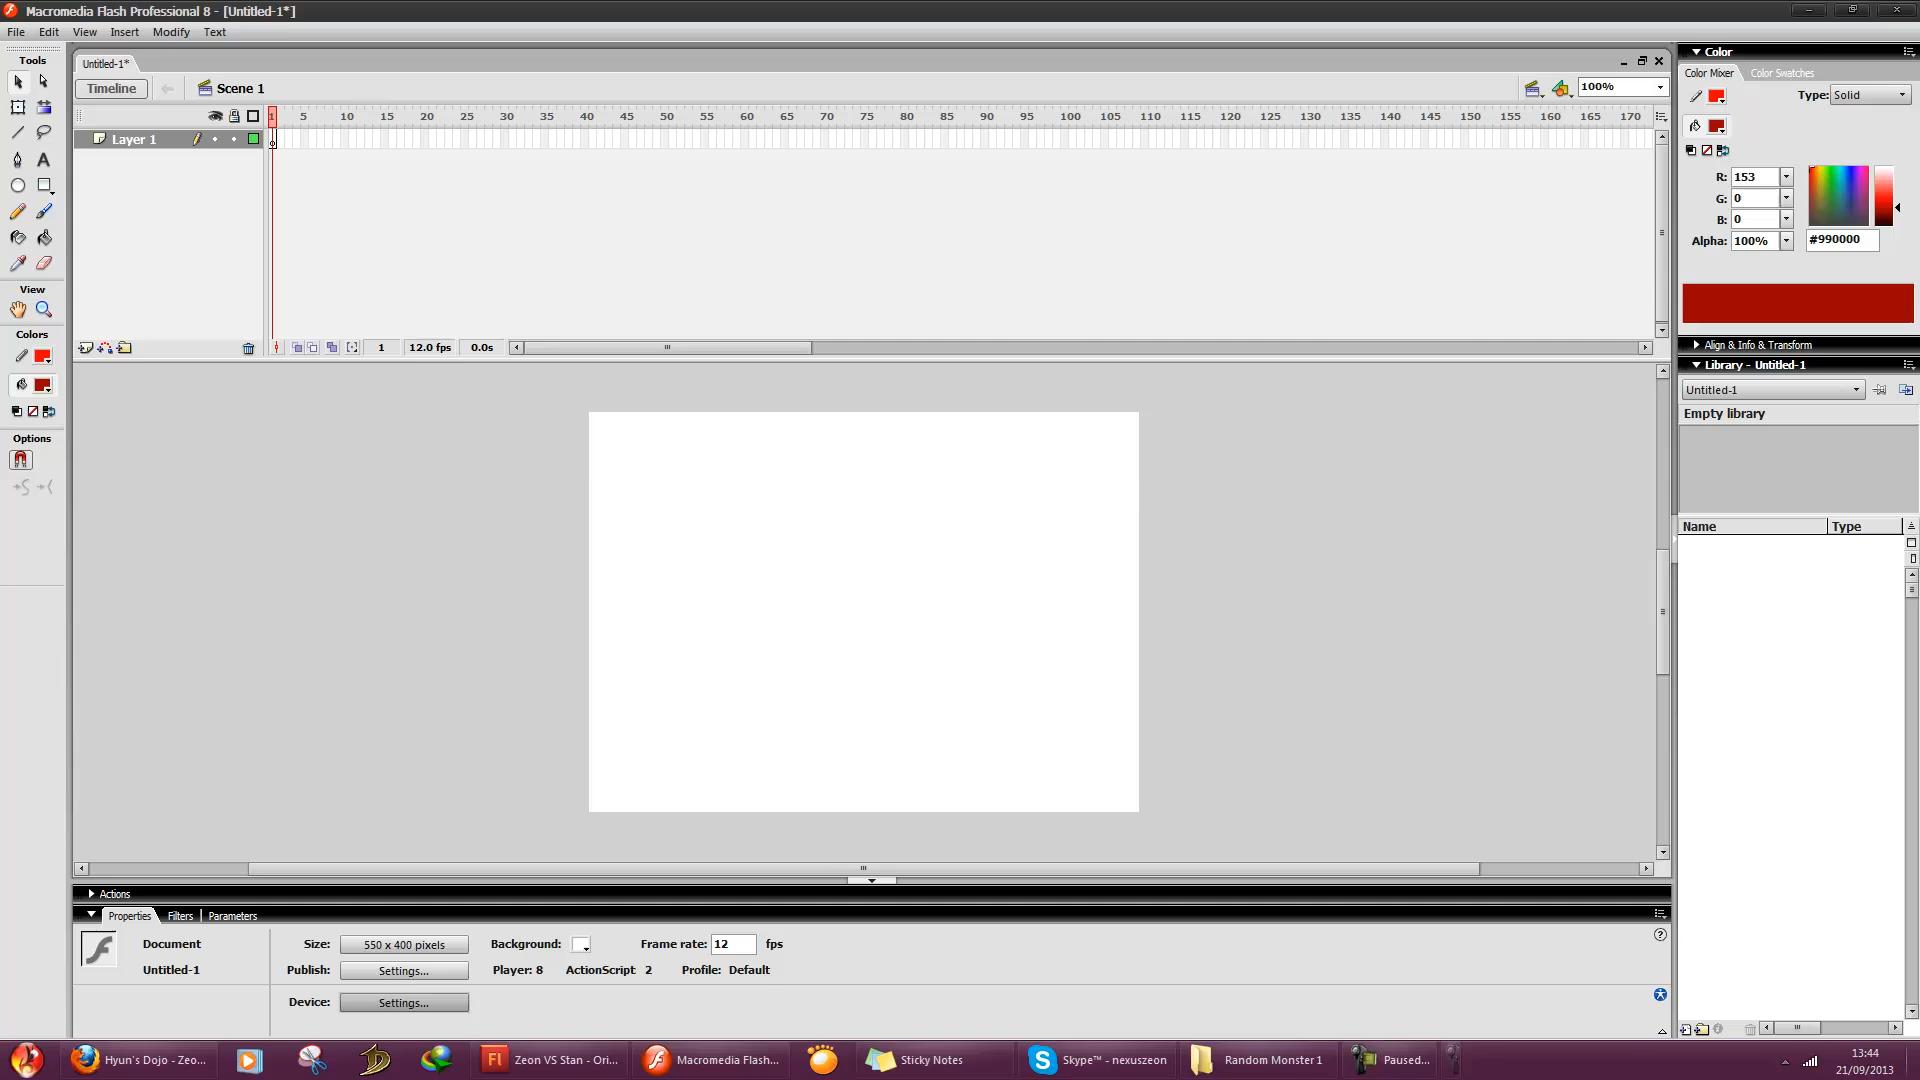 Macromedia Flash Professional 8 - [Untitled-1*]
File Edit View Insert Modify Text
Tools
Untitled-1*
Timeline
Scene 1
100%
1 5 10 15 20 25 30 35 40 45 50 55 60 65 70 75 80 85 90 95 100 105 110 115 120 125 130 135 140 145 150 155 160 165 170
Layer 1
A
View
Colors
Options
1 12.0 fps 0.0s
Color
Color Mixer Color Swatches
Type: Solid
R: 153
G: 0
B: 0
Alpha: 100% #990000
Align & Info & Transform
Library - Untitled-1
Untitled-1
Empty library
Name Type
Actions
Properties Filters Parameters
Document Size: 550 x 400 pixels Background: Frame rate: 12 fps
Untitled-1 Publish: Settings... Player: 8 ActionScript: 2 Profile: Default
Device: Settings...
Hyun's Dojo - Zeo...
Zeon VS Stan - Ori...
Macromedia Flash...
Sticky Notes
Skype™ - nexuszeon
Random Monster 1
Paused...
13:44
21/09/2013